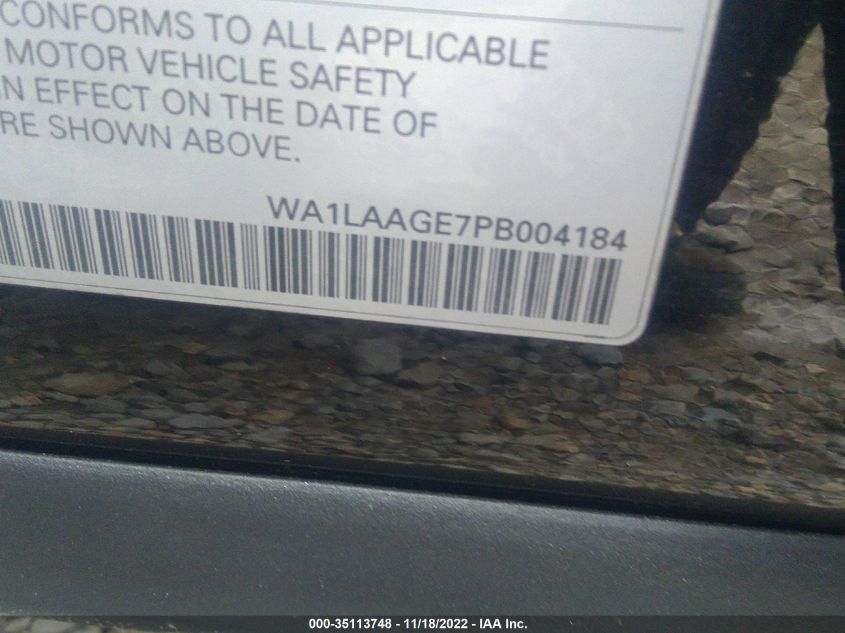 CONFORMS TO ALL APPLICABLE
MOTOR VEHICLE SAFETY
EFFECT ON THE DATE OF
SHOWN ABOVE.
WA1LAAGE7PB004184
000-35113748 - 11/18/2022 - IAA Inc.